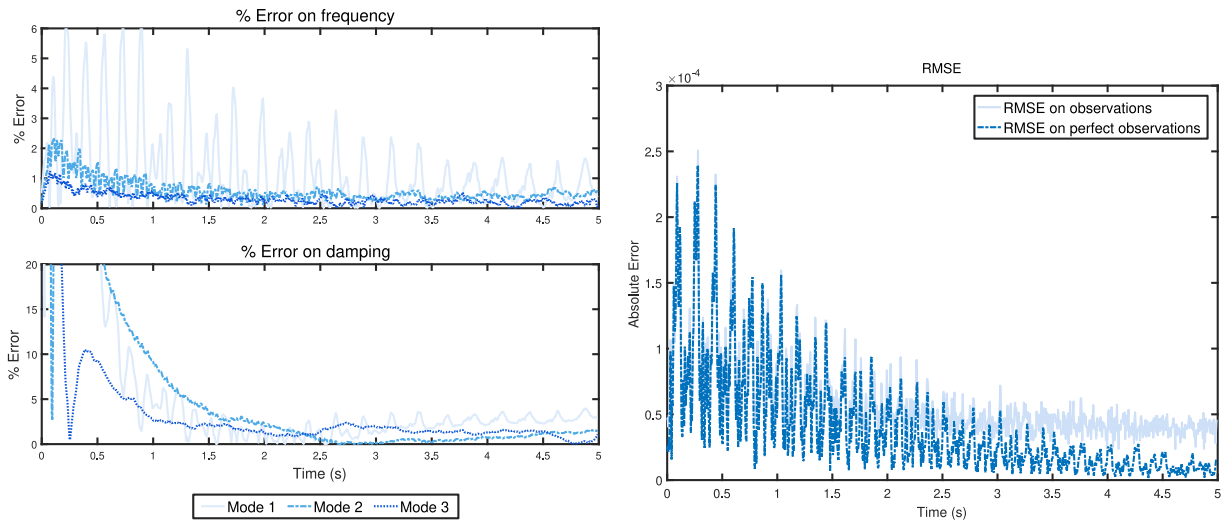 % Error on frequency
% Error
6
5
4
3
2
1
0
0 0.5 1 1.5 2 2.5 3 3.5 4 4.5 5
% Error on damping
% Error
20
15
10
5
0
0 0.5 1 1.5 2 2.5 3 3.5 4 4.5 5
Time (s)
Mode 1 Mode 2 Mode 3
RMSE
×10⁻⁴
Absolute Error
3
2.5
2
1.5
1
0.5
0
0 0.5 1 1.5 2 2.5 3 3.5 4 4.5 5
Time (s)
RMSE on observations
RMSE on perfect observations